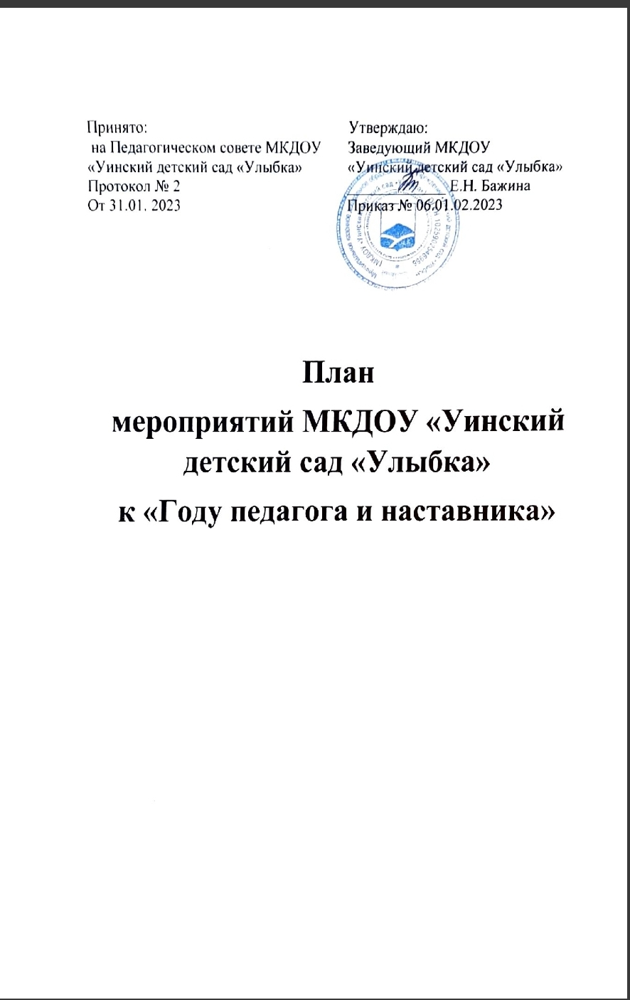 Принято:
на Педагогическом совете МКДОУ
«Уинский детский сад «Улыбка»
Протокол № 2
От 31.01. 2023
Утверждаю:
Заведующий МКДОУ
«Уинский детский сад «Улыбка»
Е.Н. Бажина
Приказ № 06.01.02.2023
План
мероприятий МКДОУ «Уинский
детский сад «Улыбка»
к «Году педагога и наставника»